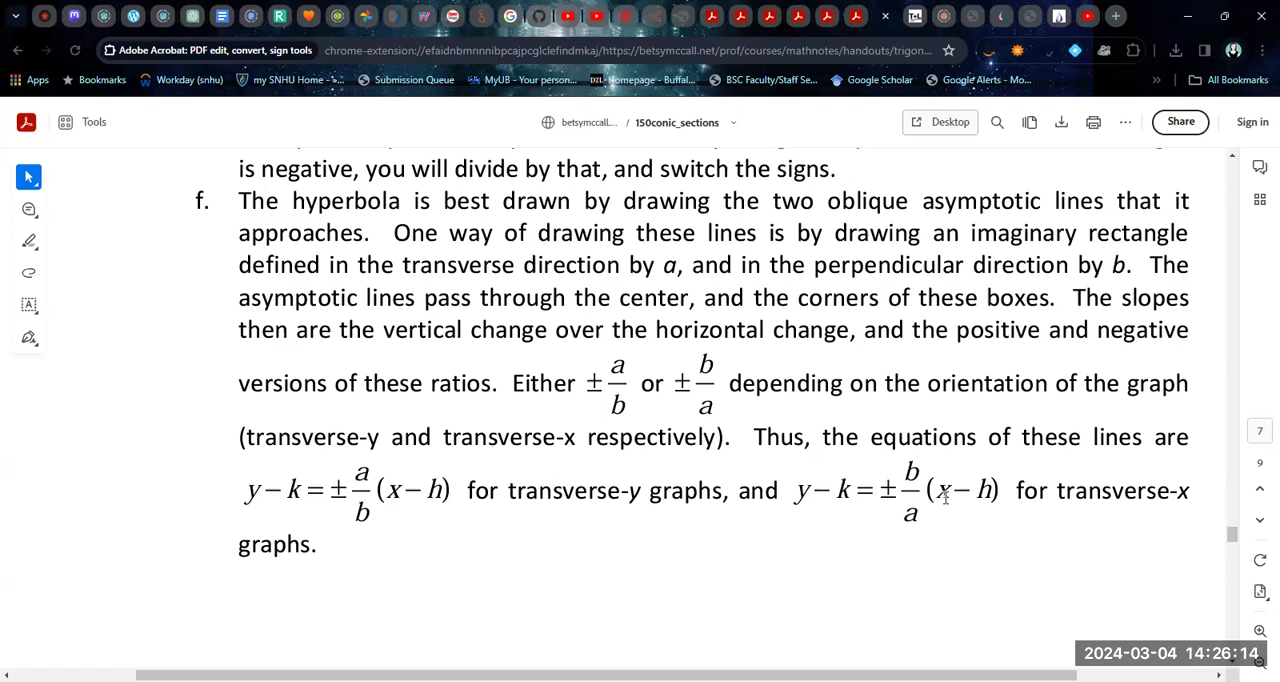 Adobe Acrobat: PDF edit, convert, sign tools
chrome-extension://efaidnbmnnnibpcajpcglclefindmkaj/https://betsymccall.net/prof/courses/mathnotes/handouts/trigon...
Apps
Bookmarks
Workday (snhu)
my SNHU Home - ...
Submission Queue
MyUB - Your person...
Homepage - Buffal...
BSC Faculty/Staff Se...
Google Scholar
Google Alerts - Mo...
»
All Bookmarks
Tools
betsymccall.... / 150conic_sections
Desktop
Share
Sign in
is negative, you will divide by that, and switch the signs.
f. The hyperbola is best drawn by drawing the two oblique asymptotic lines that it
approaches. One way of drawing these lines is by drawing an imaginary rectangle
defined in the transverse direction by a, and in the perpendicular direction by b. The
asymptotic lines pass through the center, and the corners of these boxes. The slopes
then are the vertical change over the horizontal change, and the positive and negative
versions of these ratios. Either ± a/b or ± b/a depending on the orientation of the graph
(transverse-y and transverse-x respectively). Thus, the equations of these lines are
y − k = ± a/b (x − h) for transverse-y graphs, and y − k = ± b/a (x − h) for transverse-x
graphs.
7
9
2024-03-04 14:26:14